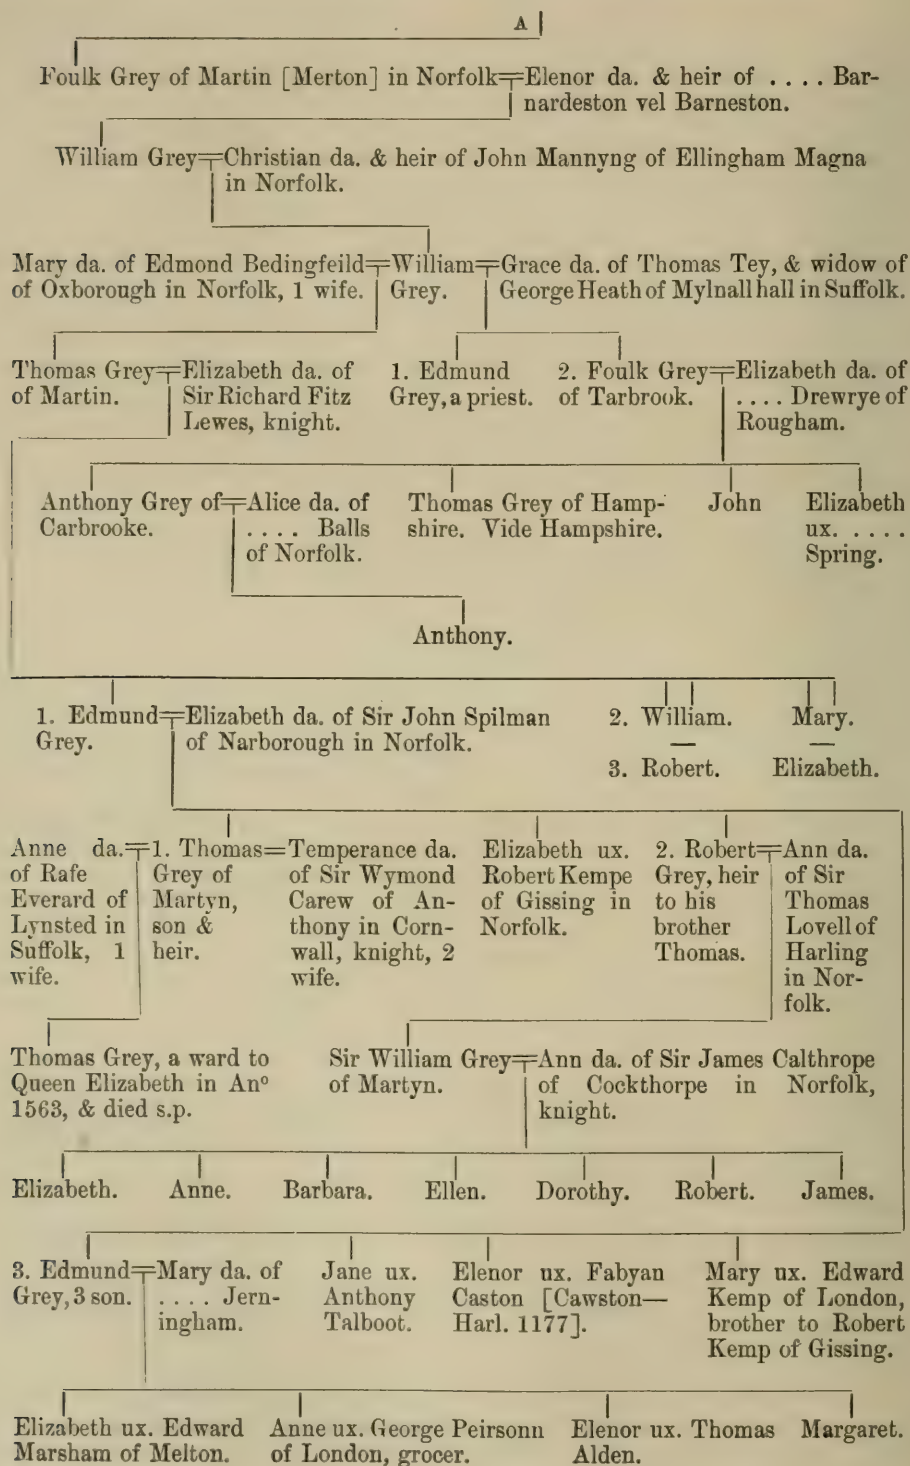 A
Foulk Grey of Martin [Merton] in Norfolk=Elenor da. & heir of . . . . Bar-
nardeston vel Barneston.
William Grey=Christian da. & heir of John Mannyng of Ellingham Magna
in Norfolk.
Mary da. of Edmond Bedingfeild=William=Grace da. of Thomas Tey, & widow of
of Oxborough in Norfolk, 1 wife. Grey. George Heath of Mylnall hall in Suffolk.
Thomas Grey=Elizabeth da. of 1. Edmund 2. Foulk Grey=Elizabeth da. of
of Martin. Sir Richard Fitz Grey, a priest. of Tarbrook. . . . . Drewrye of
Lewes, knight. Rougham.
Anthony Grey of=Alice da. of Thomas Grey of Hamp- John Elizabeth
Carbrooke. . . . . Balls shire. Vide Hampshire. ux. . . . .
of Norfolk. Spring.
Anthony.
1. Edmund=Elizabeth da. of Sir John Spilman 2. William. Mary.
Grey. of Narborough in Norfolk. — —
3. Robert. Elizabeth.
Anne da.=1. Thomas=Temperance da. Elizabeth ux. 2. Robert=Ann da.
of Rafe Grey of of Sir Wymond Robert Kempe Grey, heir of Sir
Everard of Martyn, Carew of An- of Gissing in to his Thomas
Lynsted in son & thony in Corn- Norfolk. brother Lovell of
Suffolk, 1 heir. wall, knight, 2 Thomas. Harling
wife. wife. in Nor-
folk.
Thomas Grey, a ward to Sir William Grey=Ann da. of Sir James Calthrope
Queen Elizabeth in Anº of Martyn. of Cockthorpe in Norfolk,
1563, & died s.p. knight.
Elizabeth. Anne. Barbara. Ellen. Dorothy. Robert. James.
3. Edmund=Mary da. of Jane ux. Elenor ux. Fabyan Mary ux. Edward
Grey, 3 son. . . . . Jern- Anthony Caston [Cawston— Kemp of London,
ingham. Talboot. Harl. 1177]. brother to Robert
Kemp of Gissing.
Elizabeth ux. Edward Anne ux. George Peirsonn Elenor ux. Thomas Margaret.
Marsham of Melton. of London, grocer. Alden.